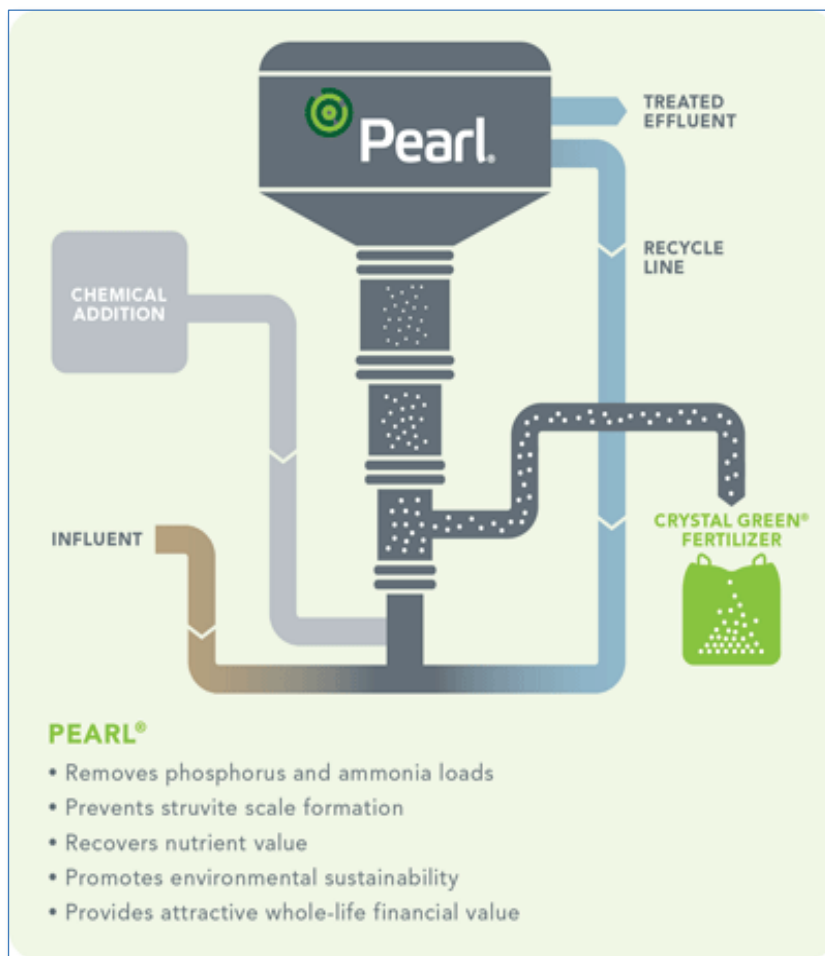 Pearl®
TREATED
EFFLUENT
RECYCLE
LINE
CHEMICAL
ADDITION
INFLUENT
CRYSTAL GREEN®
FERTILIZER
PEARL®
• Removes phosphorus and ammonia loads
• Prevents struvite scale formation
• Recovers nutrient value
• Promotes environmental sustainability
• Provides attractive whole-life financial value